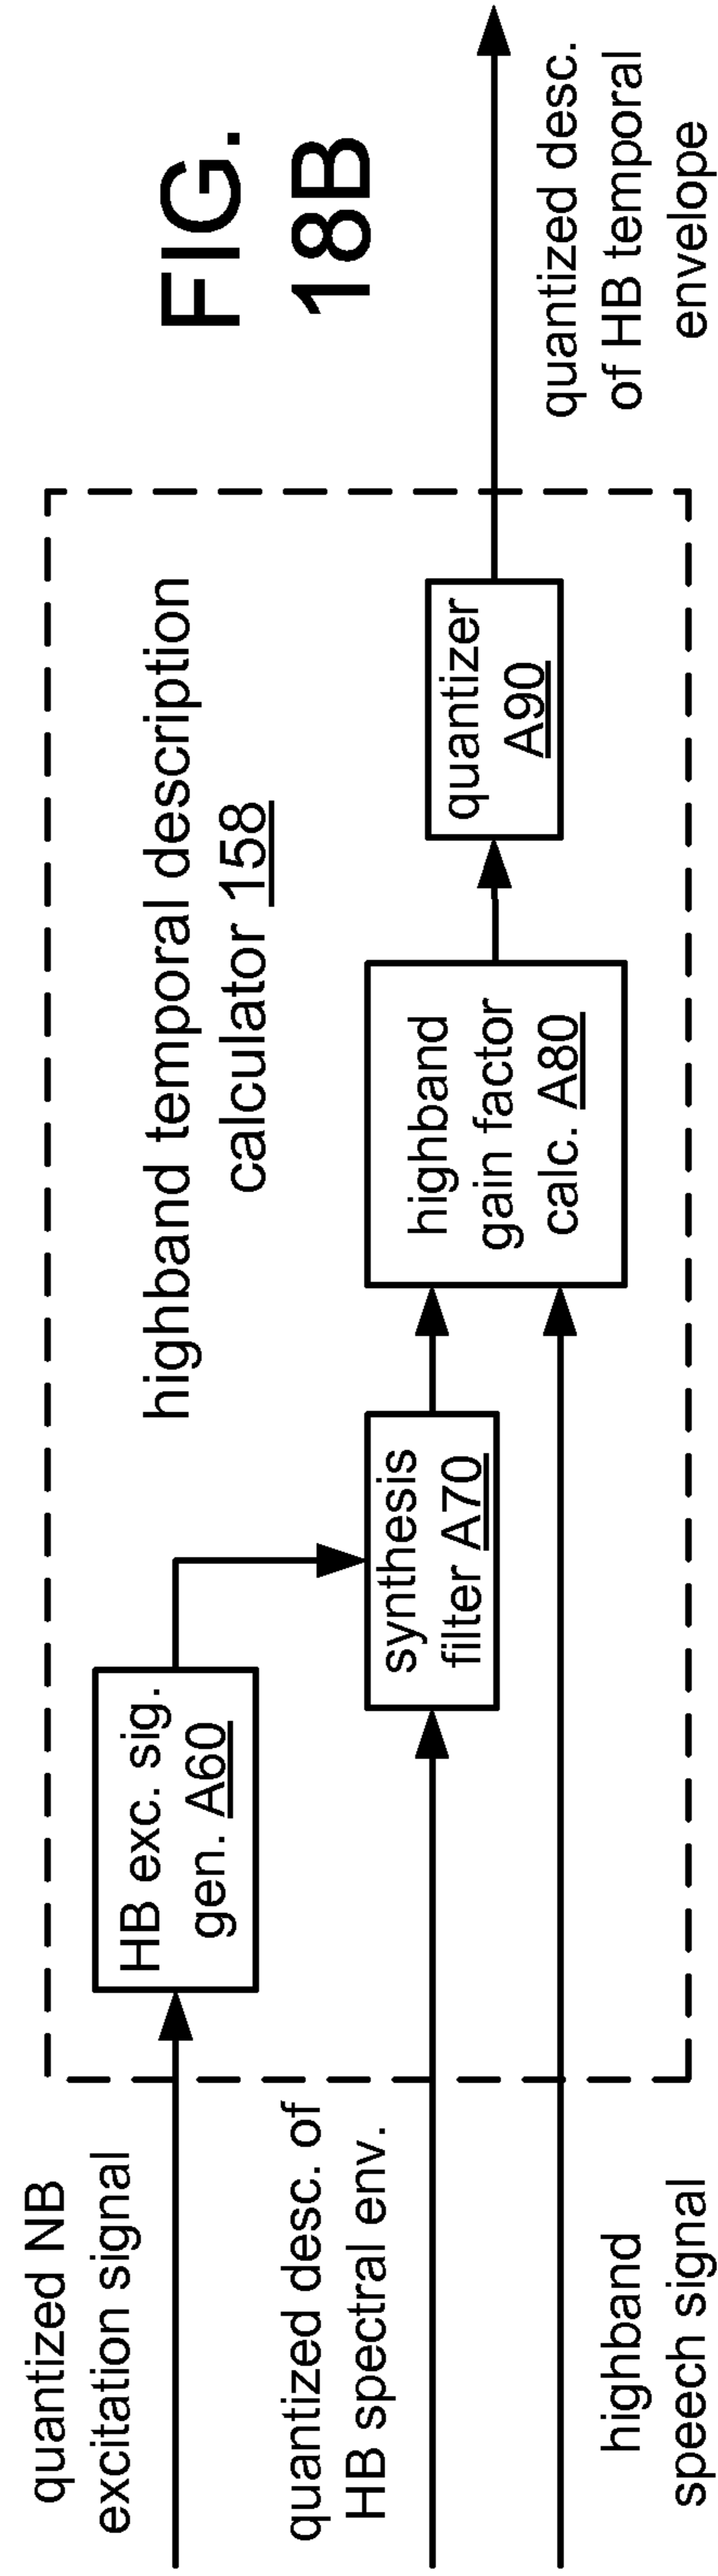 FIG.
18B
highband temporal description
calculator 158
quantized NB
excitation signal
HB exc. sig.
gen. A60
quantized desc. of
HB spectral env.
synthesis
filter A70
highband
speech signal
highband
gain factor
calc. A80
quantizer
A90
quantized desc.
of HB temporal
envelope